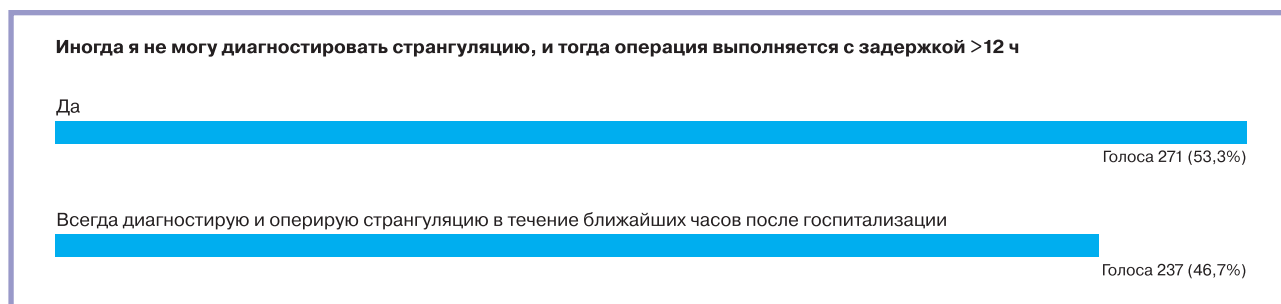 Иногда я не могу диагностировать странгуляцию, и тогда операция выполняется с задержкой >12 ч
Да
Голоса 271 (53,3%)
Всегда диагностирую и оперирую странгуляцию в течение ближайших часов после госпитализации
Голоса 237 (46,7%)